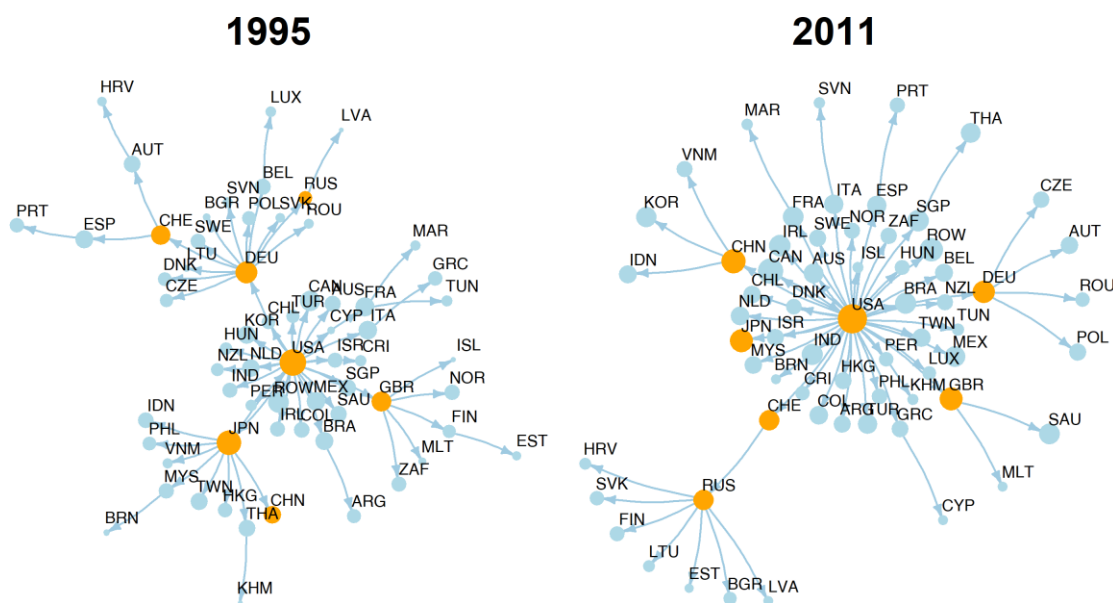 1995
2011
HRV
LUX
LVA
AUT
BEL
SVN
RUS
BGR
POL
SVK
ROU
PRT
ESP
CHE
SWE
LTU
DEU
DNK
CZE
MAR
GRC
CAN
AUS
FRA
TUN
CHL
TUR
CYP
ITA
KOR
HUN
USA
ISR
CRI
NZL
NLD
SGP
ISL
IND
GBR
NOR
PER
ROW
MEX
SAU
IDN
IRL
COL
BRA
FIN
JPN
PHL
MLT
EST
VNM
ZAF
MYS
TWN
HKG
CHN
THA
ARG
BRN
KHM
SVN
PRT
MAR
THA
VNM
ITA
ESP
CZE
KOR
FRA
SGP
SWE
NOR
ZAF
IRL
ROW
AUT
CHN
HUN
IDN
CAN
AUS
ISL
BEL
CHL
DEU
DNK
BRA
NZL
ROU
NLD
USA
TUN
JPN
ISR
TWN
MEX
POL
MYS
IND
PER
LUX
BRN
HKG
CRI
PHL
KHM
GBR
CHE
COL
ARG
TUR
GRC
SAU
HRV
RUS
MLT
SVK
CYP
FIN
LTU
EST
BGR
LVA